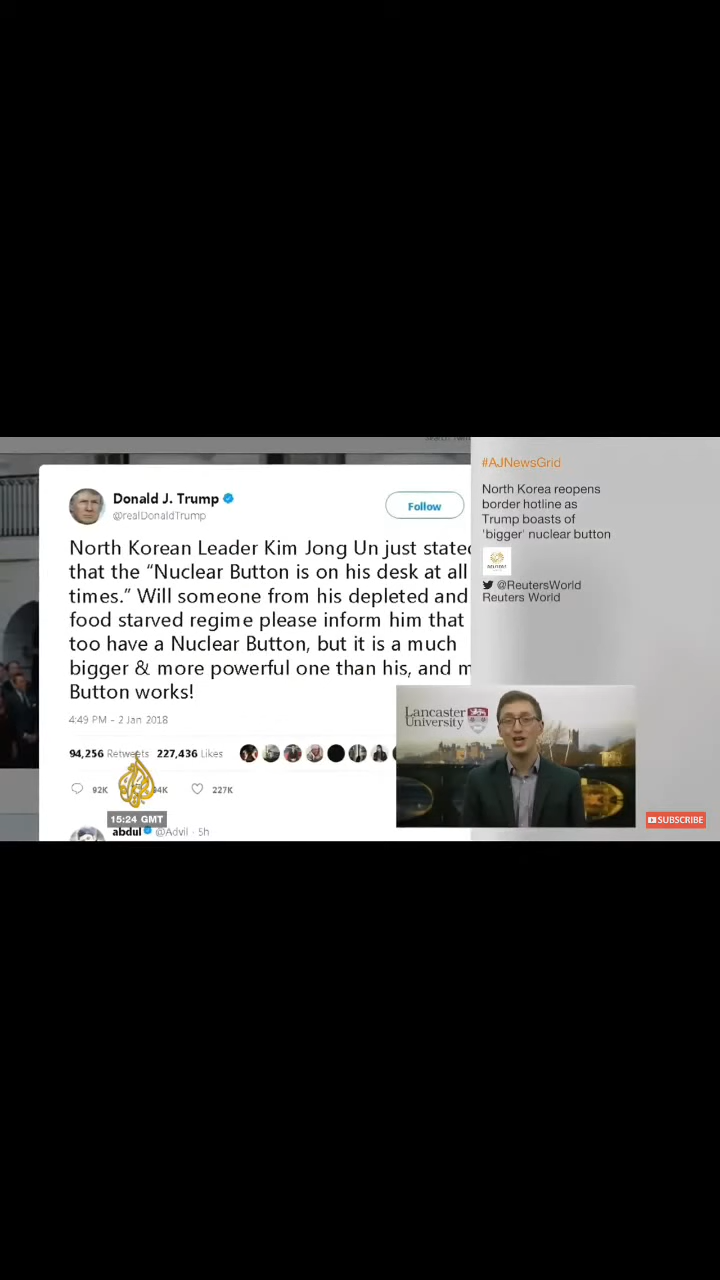 Donald J. Trump
@realDonaldTrump
Follow
North Korean Leader Kim Jong Un just stated
that the “Nuclear Button is on his desk at all
times.” Will someone from his depleted and
food starved regime please inform him that
too have a Nuclear Button, but it is a much
bigger & more powerful one than his, and m
Button works!
4:49 PM - 2 Jan 2018
94,256 Retweets 227,436 Likes
92K 94K 227K
15:24 GMT
abdul @Advil · 5h
#AJNewsGrid
North Korea reopens
border hotline as
Trump boasts of
'bigger' nuclear button
@ReutersWorld
Reuters World
Lancaster
University
SUBSCRIBE